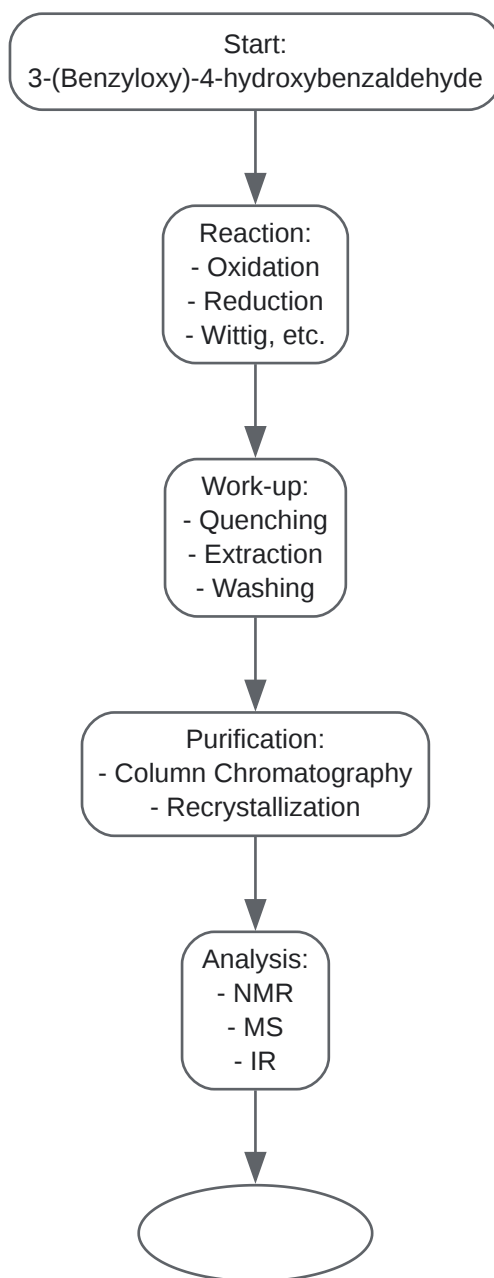 Start:
3-(Benzyloxy)-4-hydroxybenzaldehyde
Reaction:
- Oxidation
- Reduction
- Wittig, etc.
Work-up:
- Quenching
- Extraction
- Washing
Purification:
- Column Chromatography
- Recrystallization
Analysis:
- NMR
- MS
- IR